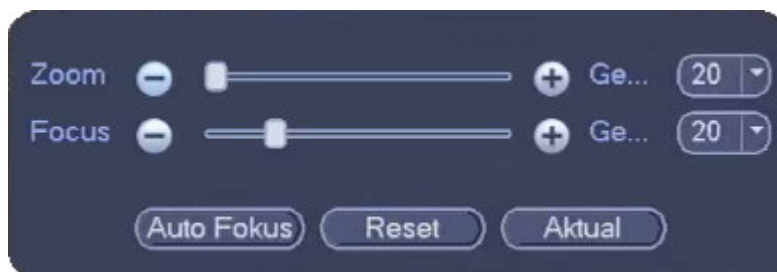 Zoom Ge... 20
Focus Ge... 20
Auto Fokus Reset Aktual